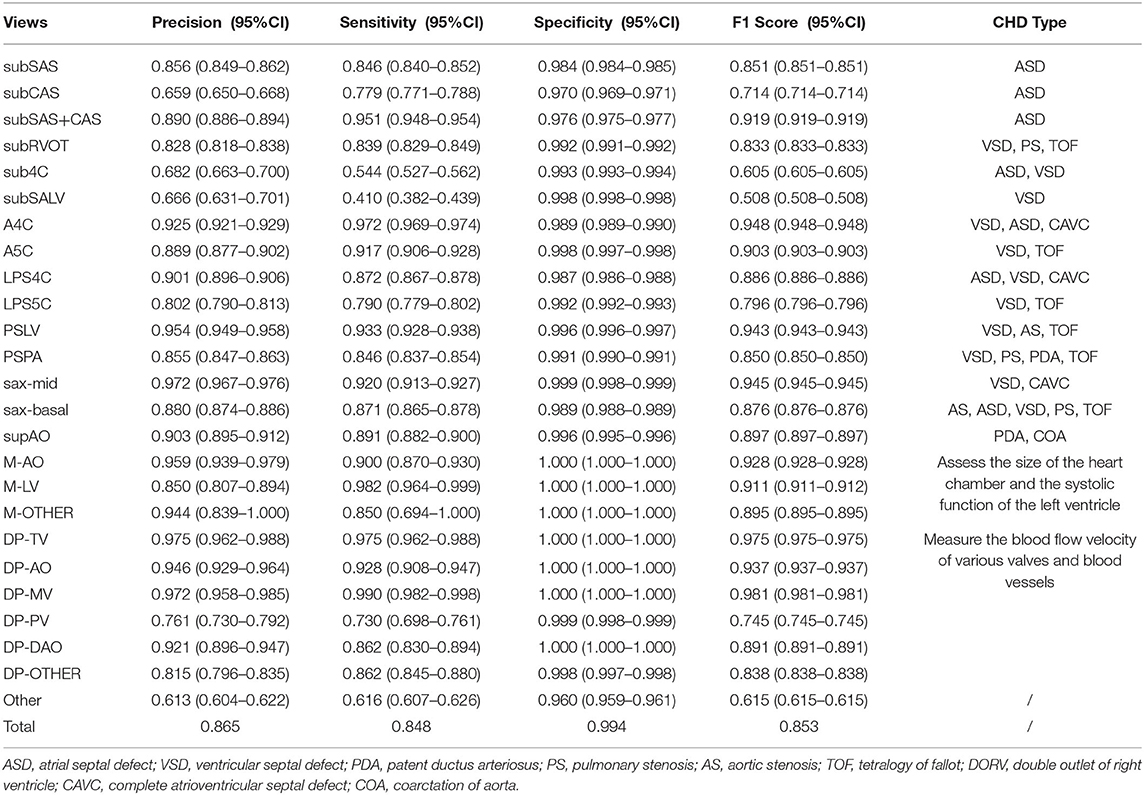 Views Precision (95%CI) Sensitivity (95%CI) Specificity (95%CI) F1 Score (95%CI) CHD Type
subSAS 0.856 (0.849–0.862) 0.846 (0.840–0.852) 0.984 (0.984–0.985) 0.851 (0.851–0.851) ASD
subCAS 0.659 (0.650–0.668) 0.779 (0.771–0.788) 0.970 (0.969–0.971) 0.714 (0.714–0.714) ASD
subSAS+CAS 0.890 (0.886–0.894) 0.951 (0.948–0.954) 0.976 (0.975–0.977) 0.919 (0.919–0.919) ASD
subRVOT 0.828 (0.818–0.838) 0.839 (0.829–0.849) 0.992 (0.991–0.992) 0.833 (0.833–0.833) VSD, PS, TOF
sub4C 0.682 (0.663–0.700) 0.544 (0.527–0.562) 0.993 (0.993–0.994) 0.605 (0.605–0.605) ASD, VSD
subSALV 0.666 (0.631–0.701) 0.410 (0.382–0.439) 0.998 (0.998–0.998) 0.508 (0.508–0.508) VSD
A4C 0.925 (0.921–0.929) 0.972 (0.969–0.974) 0.989 (0.989–0.990) 0.948 (0.948–0.948) VSD, ASD, CAVC
A5C 0.889 (0.877–0.902) 0.917 (0.906–0.928) 0.998 (0.997–0.998) 0.903 (0.903–0.903) VSD, TOF
LPS4C 0.901 (0.896–0.906) 0.872 (0.867–0.878) 0.987 (0.986–0.988) 0.886 (0.886–0.886) ASD, VSD, CAVC
LPS5C 0.802 (0.790–0.813) 0.790 (0.779–0.802) 0.992 (0.992–0.993) 0.796 (0.796–0.796) VSD, TOF
PSLV 0.954 (0.949–0.958) 0.933 (0.928–0.938) 0.996 (0.996–0.997) 0.943 (0.943–0.943) VSD, AS, TOF
PSPA 0.855 (0.847–0.863) 0.846 (0.837–0.854) 0.991 (0.990–0.991) 0.850 (0.850–0.850) VSD, PS, PDA, TOF
sax-mid 0.972 (0.967–0.976) 0.920 (0.913–0.927) 0.999 (0.998–0.999) 0.945 (0.945–0.945) VSD, CAVC
sax-basal 0.880 (0.874–0.886) 0.871 (0.865–0.878) 0.989 (0.988–0.989) 0.876 (0.876–0.876) AS, ASD, VSD, PS, TOF
supAO 0.903 (0.895–0.912) 0.891 (0.882–0.900) 0.996 (0.995–0.996) 0.897 (0.897–0.897) PDA, COA
M-AO 0.959 (0.939–0.979) 0.900 (0.870–0.930) 1.000 (1.000–1.000) 0.928 (0.928–0.928) Assess the size of the heart
M-LV 0.850 (0.807–0.894) 0.982 (0.964–0.999) 1.000 (1.000–1.000) 0.911 (0.911–0.912) chamber and the systolic
M-OTHER 0.944 (0.839–1.000) 0.850 (0.694–1.000) 1.000 (1.000–1.000) 0.895 (0.895–0.895) function of the left ventricle
DP-TV 0.975 (0.962–0.988) 0.975 (0.962–0.988) 1.000 (1.000–1.000) 0.975 (0.975–0.975) Measure the blood flow velocity
DP-AO 0.946 (0.929–0.964) 0.928 (0.908–0.947) 1.000 (1.000–1.000) 0.937 (0.937–0.937) of various valves and blood
DP-MV 0.972 (0.958–0.985) 0.990 (0.982–0.998) 1.000 (1.000–1.000) 0.981 (0.981–0.981) vessels
DP-PV 0.761 (0.730–0.792) 0.730 (0.698–0.761) 0.999 (0.998–0.999) 0.745 (0.745–0.745)
DP-DAO 0.921 (0.896–0.947) 0.862 (0.830–0.894) 1.000 (1.000–1.000) 0.891 (0.891–0.891)
DP-OTHER 0.815 (0.796–0.835) 0.862 (0.845–0.880) 0.998 (0.997–0.998) 0.838 (0.838–0.838)
Other 0.613 (0.604–0.622) 0.616 (0.607–0.626) 0.960 (0.959–0.961) 0.615 (0.615–0.615) /
Total 0.865 0.848 0.994 0.853 /
ASD, atrial septal defect; VSD, ventricular septal defect; PDA, patent ductus arteriosus; PS, pulmonary stenosis; AS, aortic stenosis; TOF, tetralogy of fallot; DORV, double outlet of right
ventricle; CAVC, complete atrioventricular septal defect; COA, coarctation of aorta.